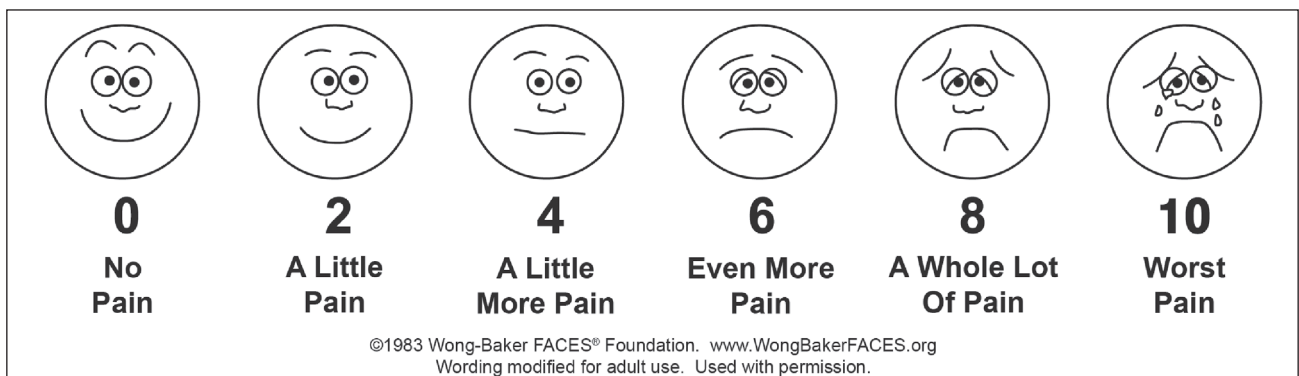 0 2 4 6 8 10
No Pain
A Little Pain
A Little More Pain
Even More Pain
A Whole Lot Of Pain
Worst Pain
©1983 Wong-Baker FACES® Foundation. www.WongBakerFACES.org
Wording modified for adult use. Used with permission.